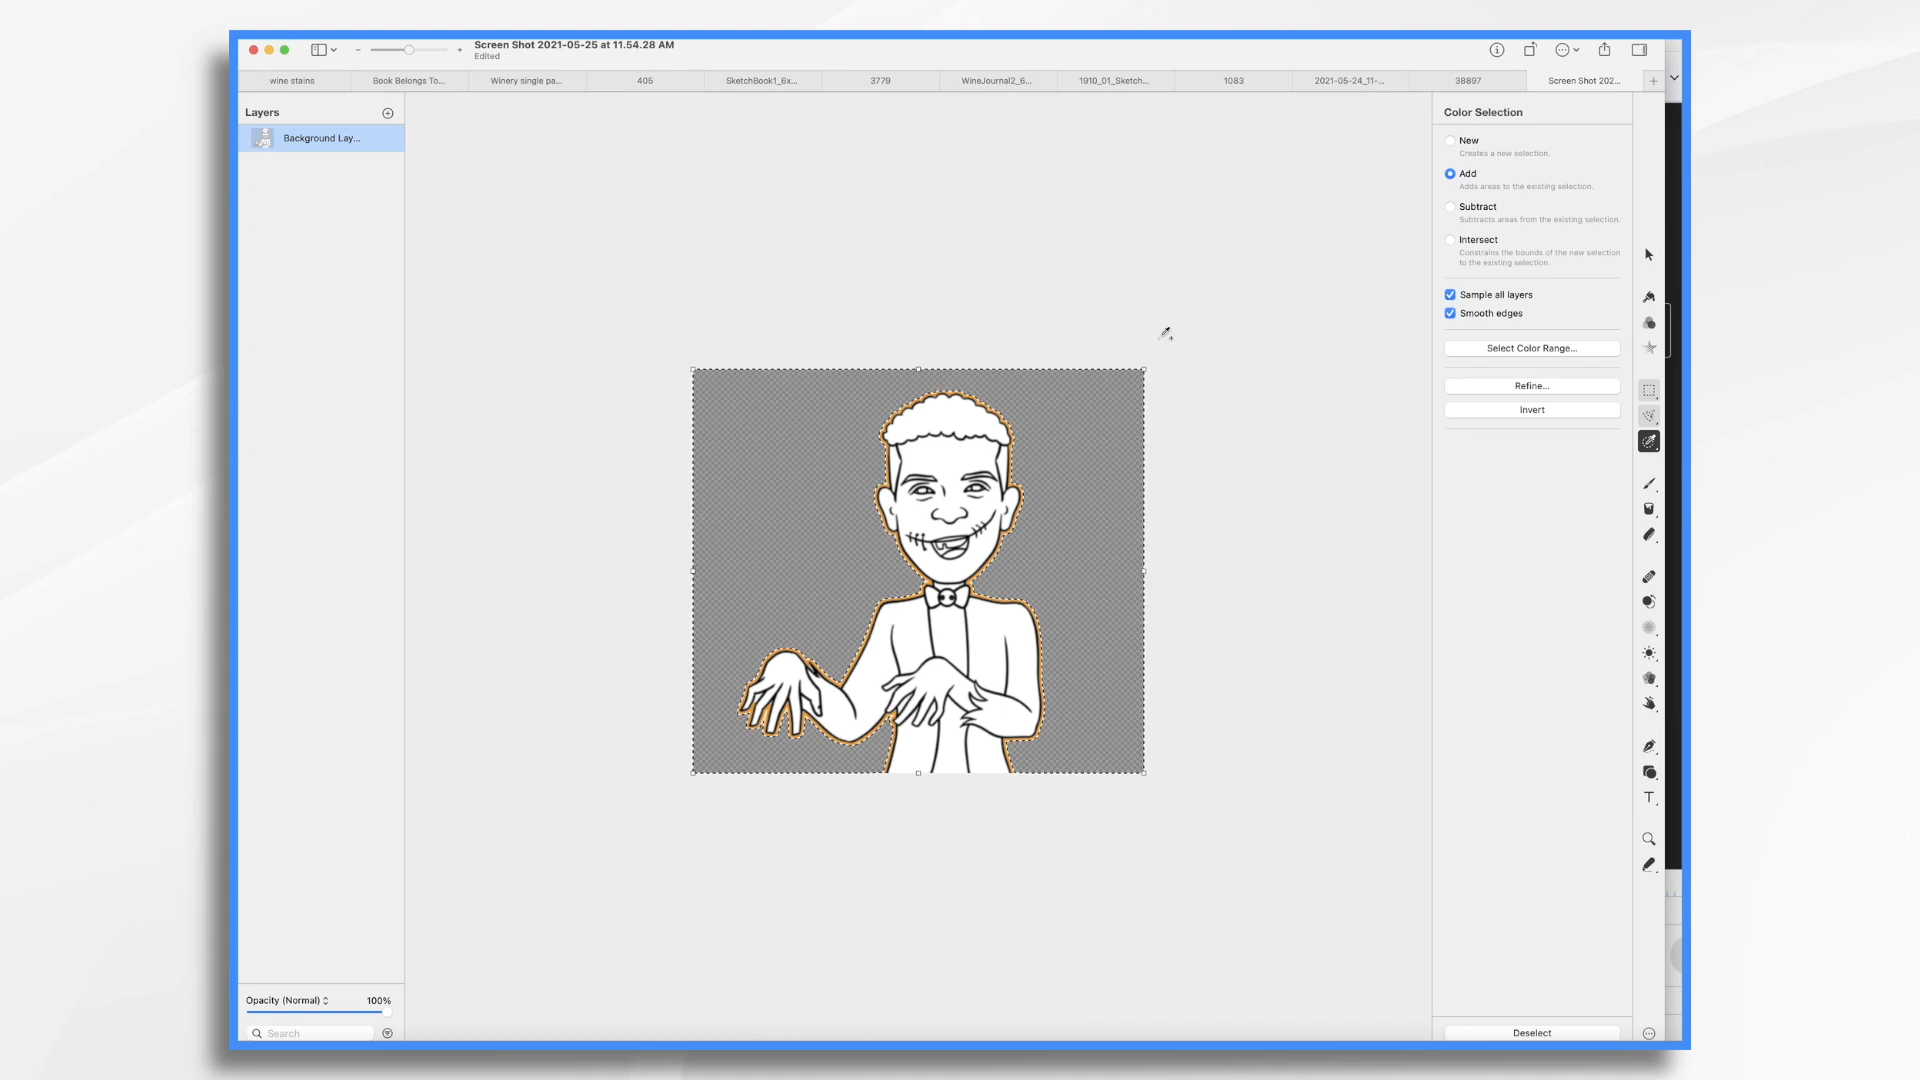 Screen Shot 2021-05-25 at 11.54.28 AM
Edited
wine stains
Book Belongs To...
Winery single pa...
405
SketchBook1_6x...
3779
WineJournal2_6...
1910_01_Sketch...
1083
2021-05-24_11-...
38897
Screen Shot 202...
Layers
Background Lay...
Color Selection
New
Creates a new selection.
Add
Adds areas to the existing selection.
Subtract
Subtracts areas from the existing selection.
Intersect
Constrains the bounds of the new selection
to the existing selection.
Sample all layers
Smooth edges
Select Color Range...
Refine...
Invert
Opacity (Normal) 100%
Search
Deselect